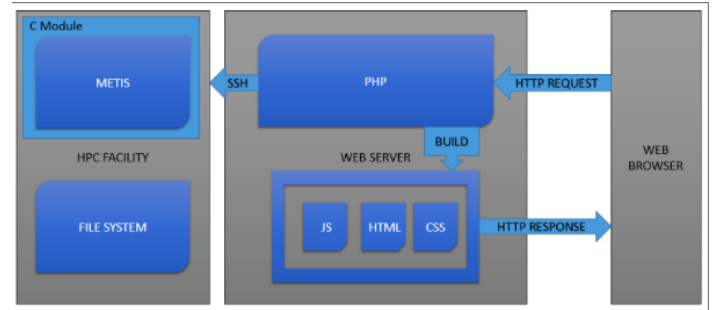 C Module
METIS
HPC FACILITY
FILE SYSTEM
SSH
PHP
BUILD
WEB SERVER
JS
HTML
CSS
HTTP REQUEST
HTTP RESPONSE
WEB
BROWSER